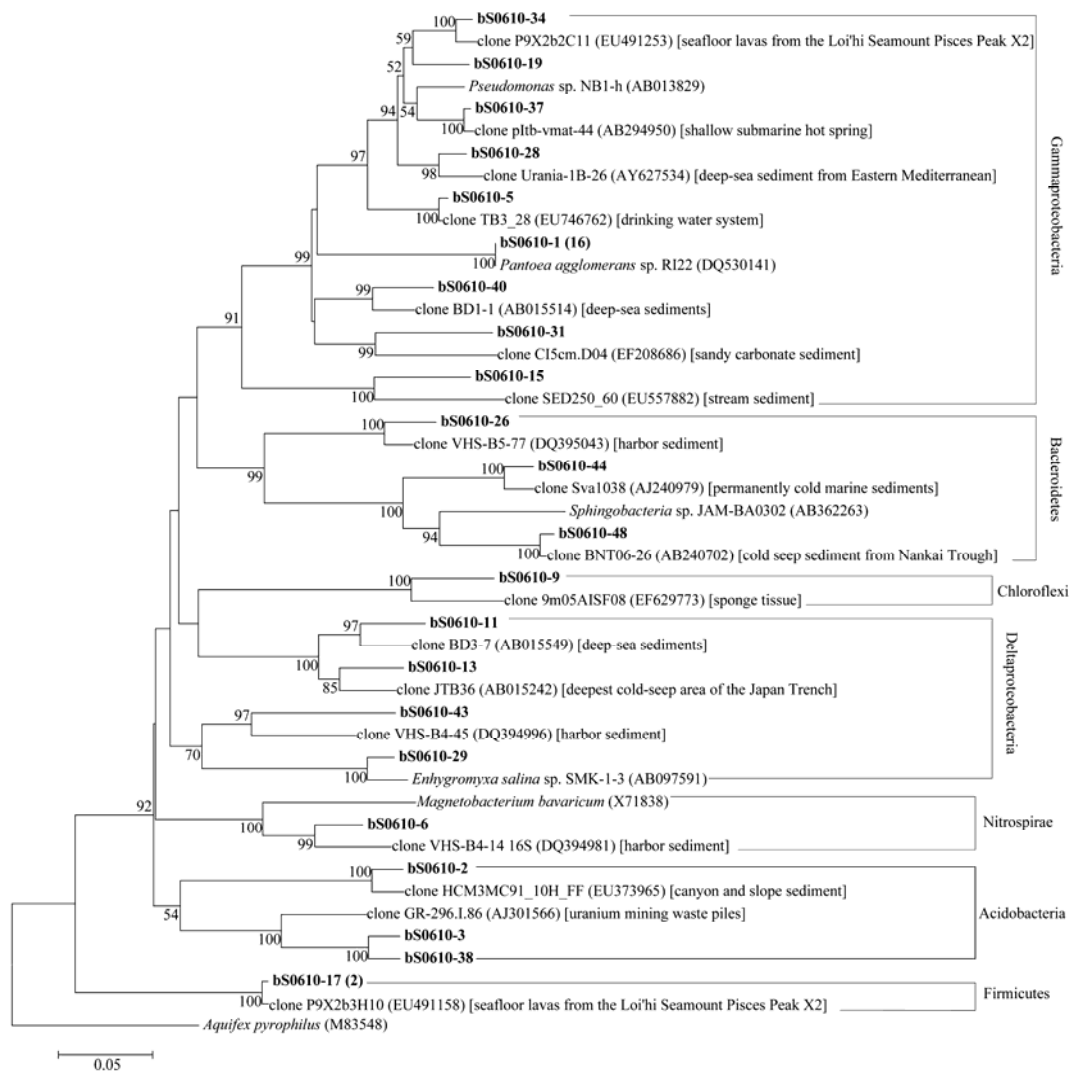 100 bS0610-34
59 clone P9X2b2C11 (EU491253) [seafloor lavas from the Loi'hi Seamount Pisces Peak X2]
52 bS0610-19
Pseudomonas sp. NB1-h (AB013829)
94 54 bS0610-37
100 clone pItb-vmat-44 (AB294950) [shallow submarine hot spring]
97 bS0610-28
98 clone Urania-1B-26 (AY627534) [deep-sea sediment from Eastern Mediterranean]
bS0610-5
100 clone TB3_28 (EU746762) [drinking water system]
bS0610-1 (16)
99 100 Pantoea agglomerans sp. RI22 (DQ530141)
99 bS0610-40
clone BD1-1 (AB015514) [deep-sea sediments]
91 bS0610-31
99 clone CI5cm.D04 (EF208686) [sandy carbonate sediment]
bS0610-15
100 clone SED250_60 (EU557882) [stream sediment]
Gammaproteobacteria
100 bS0610-26
clone VHS-B5-77 (DQ395043) [harbor sediment]
99 100 bS0610-44
clone Sva1038 (AJ240979) [permanently cold marine sediments]
100 Sphingobacteria sp. JAM-BA0302 (AB362263)
94 bS0610-48
100 clone BNT06-26 (AB240702) [cold seep sediment from Nankai Trough]
Bacteroidetes
100 bS0610-9
clone 9m05AISF08 (EF629773) [sponge tissue]
Chloroflexi
97 bS0610-11
clone BD3-7 (AB015549) [deep-sea sediments]
100 bS0610-13
85 clone JTB36 (AB015242) [deepest cold-seep area of the Japan Trench]
97 bS0610-43
clone VHS-B4-45 (DQ394996) [harbor sediment]
70 bS0610-29
100 Enhygromyxa salina sp. SMK-1-3 (AB097591)
Deltaproteobacteria
92 Magnetobacterium bavaricum (X71838)
100 bS0610-6
99 clone VHS-B4-14 16S (DQ394981) [harbor sediment]
Nitrospirae
100 bS0610-2
clone HCM3MC91_10H_FF (EU373965) [canyon and slope sediment]
54 clone GR-296.I.86 (AJ301566) [uranium mining waste piles]
100 bS0610-3
100 bS0610-38
Acidobacteria
bS0610-17 (2)
100 clone P9X2b3H10 (EU491158) [seafloor lavas from the Loi'hi Seamount Pisces Peak X2]
Firmicutes
Aquifex pyrophilus (M83548)
0.05